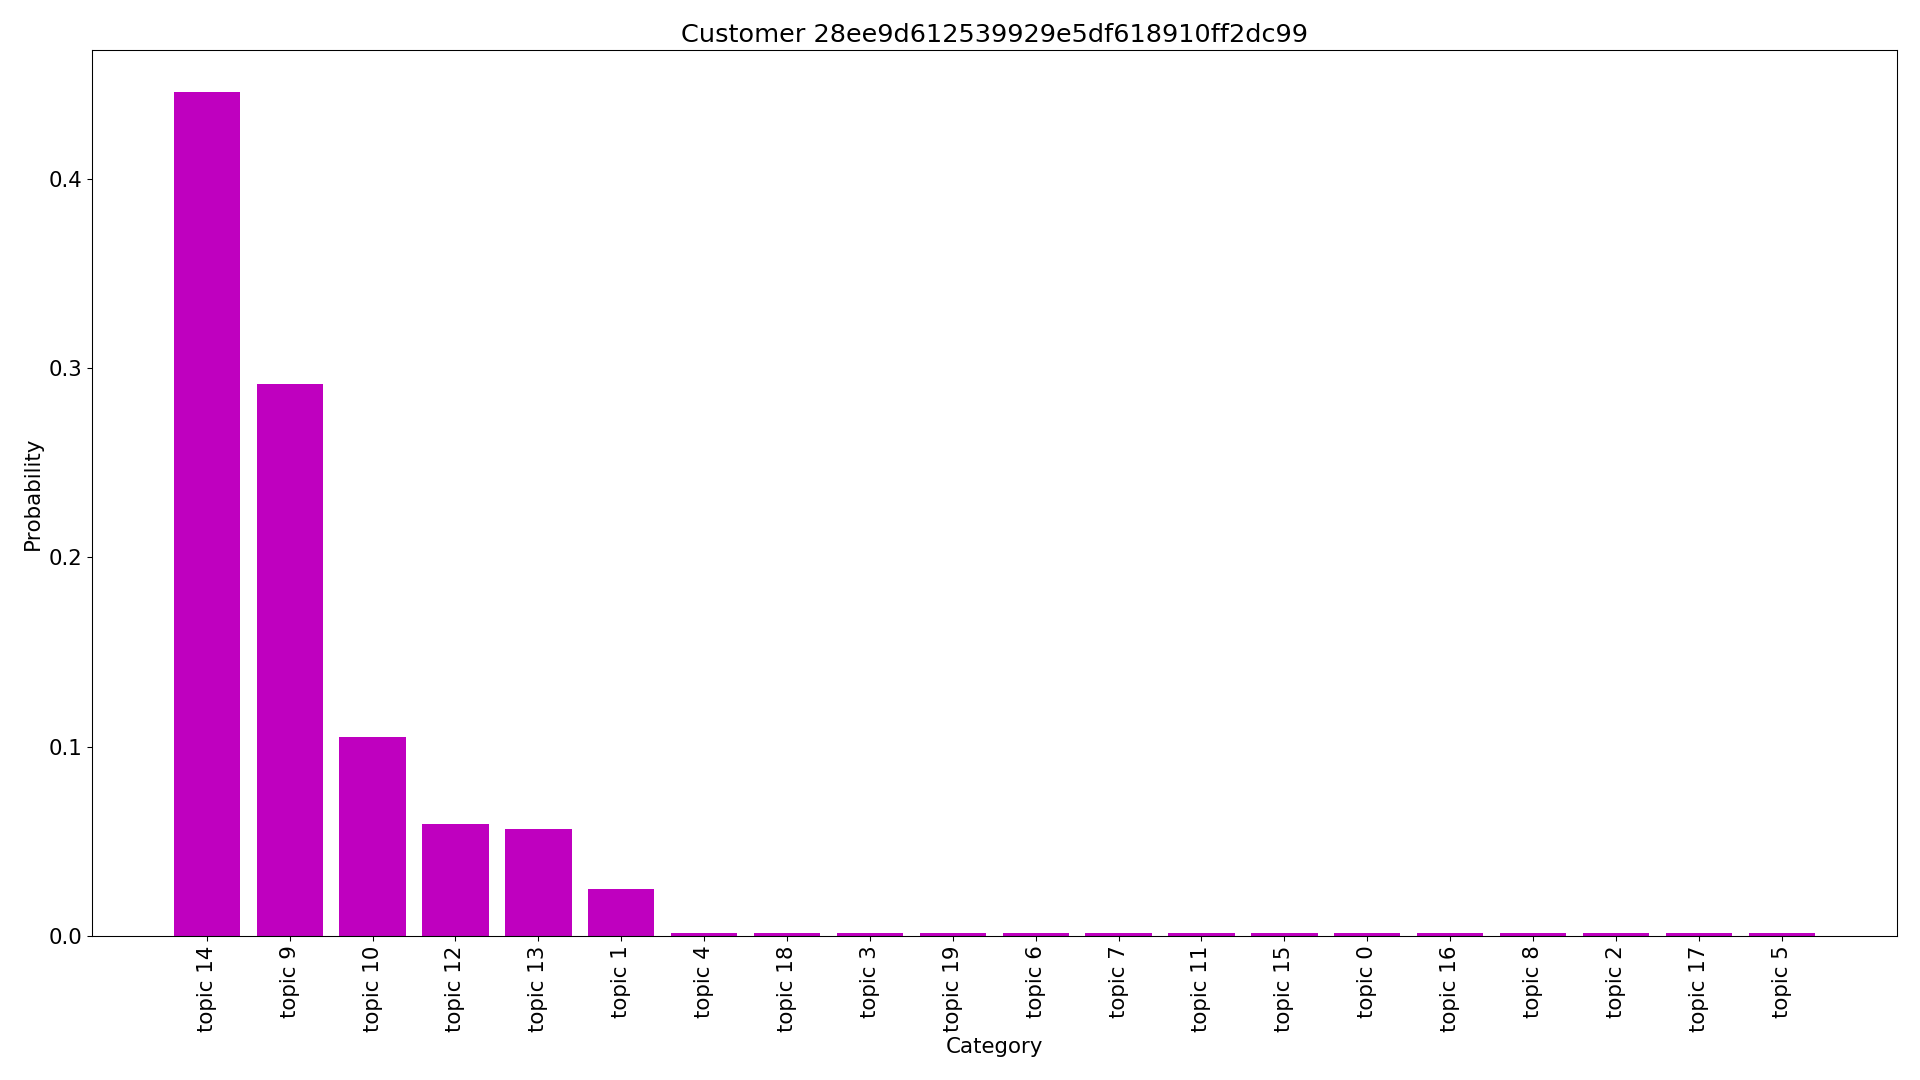 Customer 28ee9d612539929e5df618910ff2dc99
Probability
0.4
0.3
0.2
0.1
0.0
topic 14
topic 9
topic 10
topic 12
topic 13
topic 1
topic 4
topic 18
topic 3
topic 19
topic 6
topic 7
topic 11
topic 15
topic 0
topic 16
topic 8
topic 2
topic 17
topic 5
Category